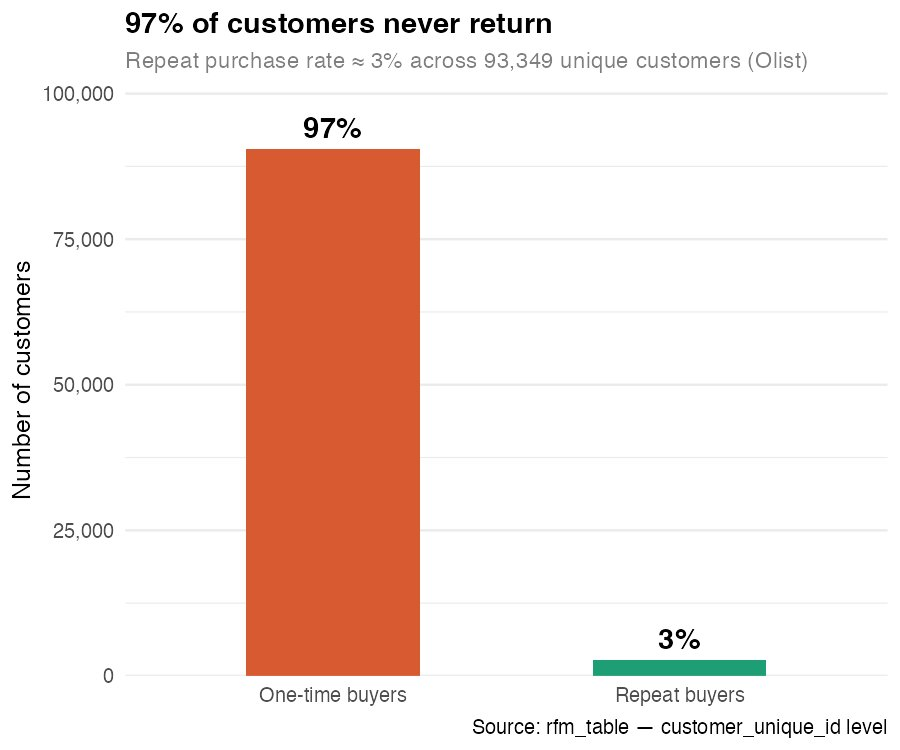 97% of customers never return
Repeat purchase rate ≈ 3% across 93,349 unique customers (Olist)
100,000
97%
75,000
Number of customers
50,000
25,000
3%
0
One-time buyers
Repeat buyers
Source: rfm_table — customer_unique_id level